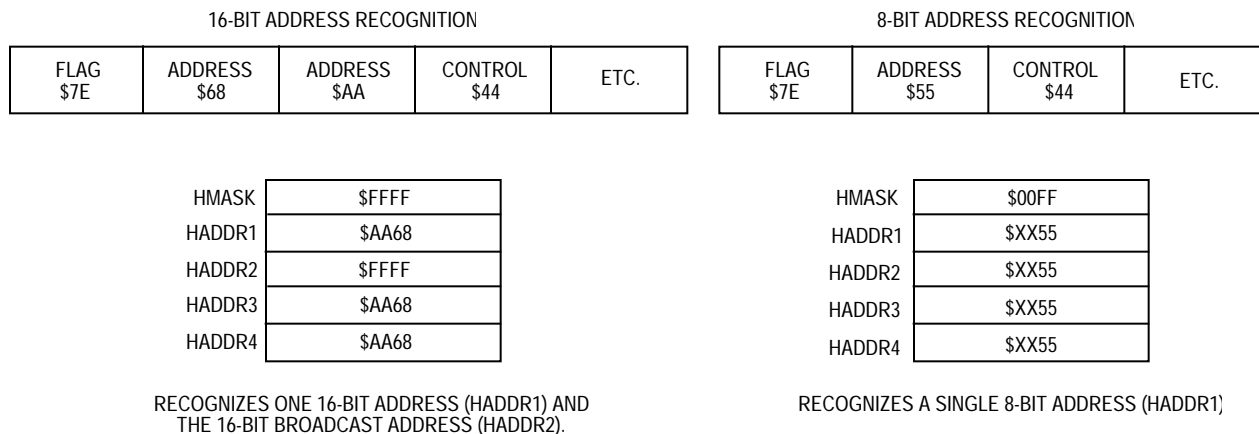 16-BIT ADDRESS RECOGNITION
FLAG $7E
ADDRESS $68
ADDRESS $AA
CONTROL $44
ETC.
HMASK $FFFF
HADDR1 $AA68
HADDR2 $FFFF
HADDR3 $AA68
HADDR4 $AA68
RECOGNIZES ONE 16-BIT ADDRESS (HADDR1) AND
THE 16-BIT BROADCAST ADDRESS (HADDR2).
8-BIT ADDRESS RECOGNITION
FLAG $7E
ADDRESS $55
CONTROL $44
ETC.
HMASK $00FF
HADDR1 $XX55
HADDR2 $XX55
HADDR3 $XX55
HADDR4 $XX55
RECOGNIZES A SINGLE 8-BIT ADDRESS (HADDR1)